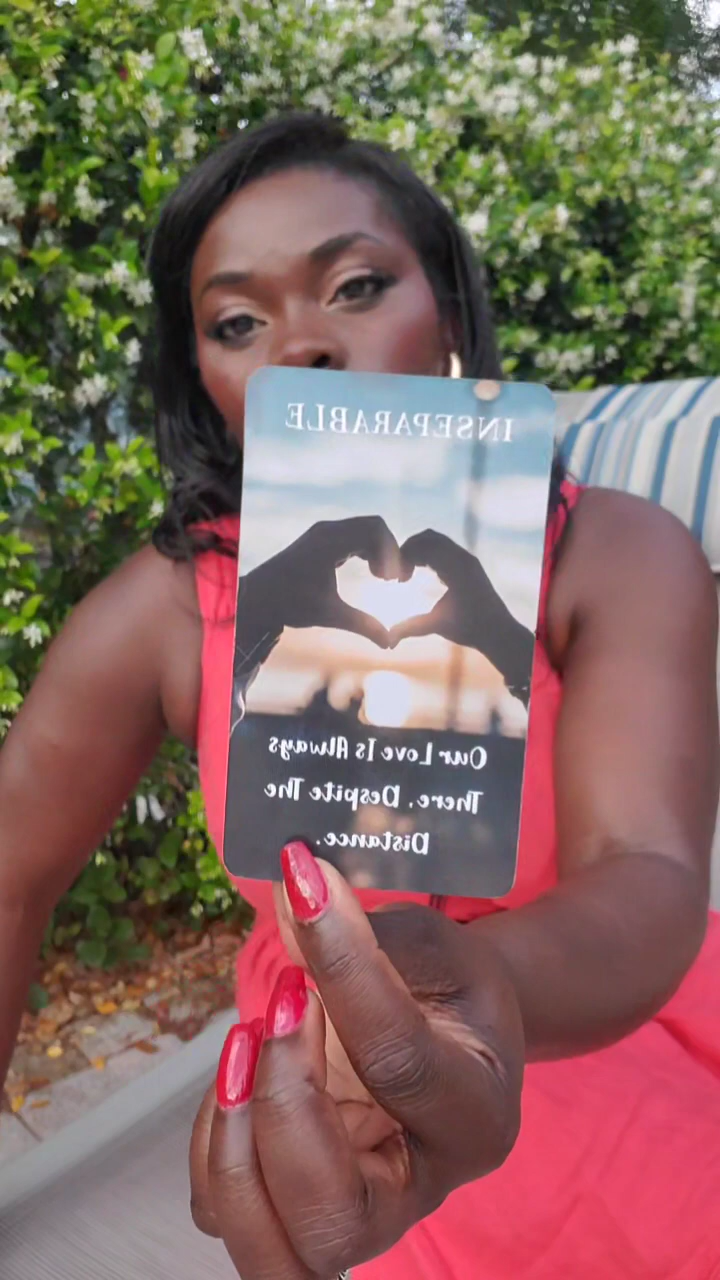 INSEPARABLE
Our Love Is Always
There, Despite The
Distance.